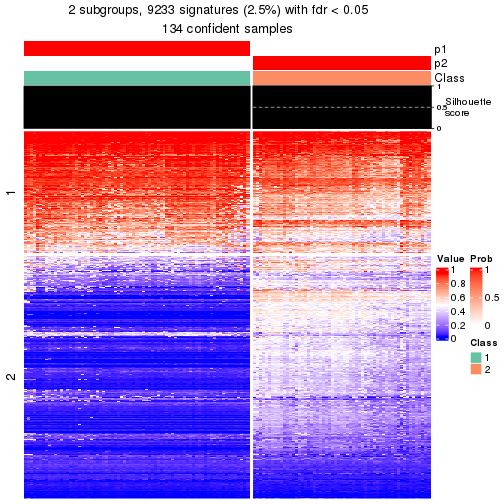 2 subgroups, 9233 signatures (2.5%) with fdr < 0.05
134 confident samples
p1
p2
Class
1
0.5
0
Silhouette
score
1
2
Value
1
0.8
0.6
0.4
0.2
0
Prob
1
0.5
0
Class
1
2